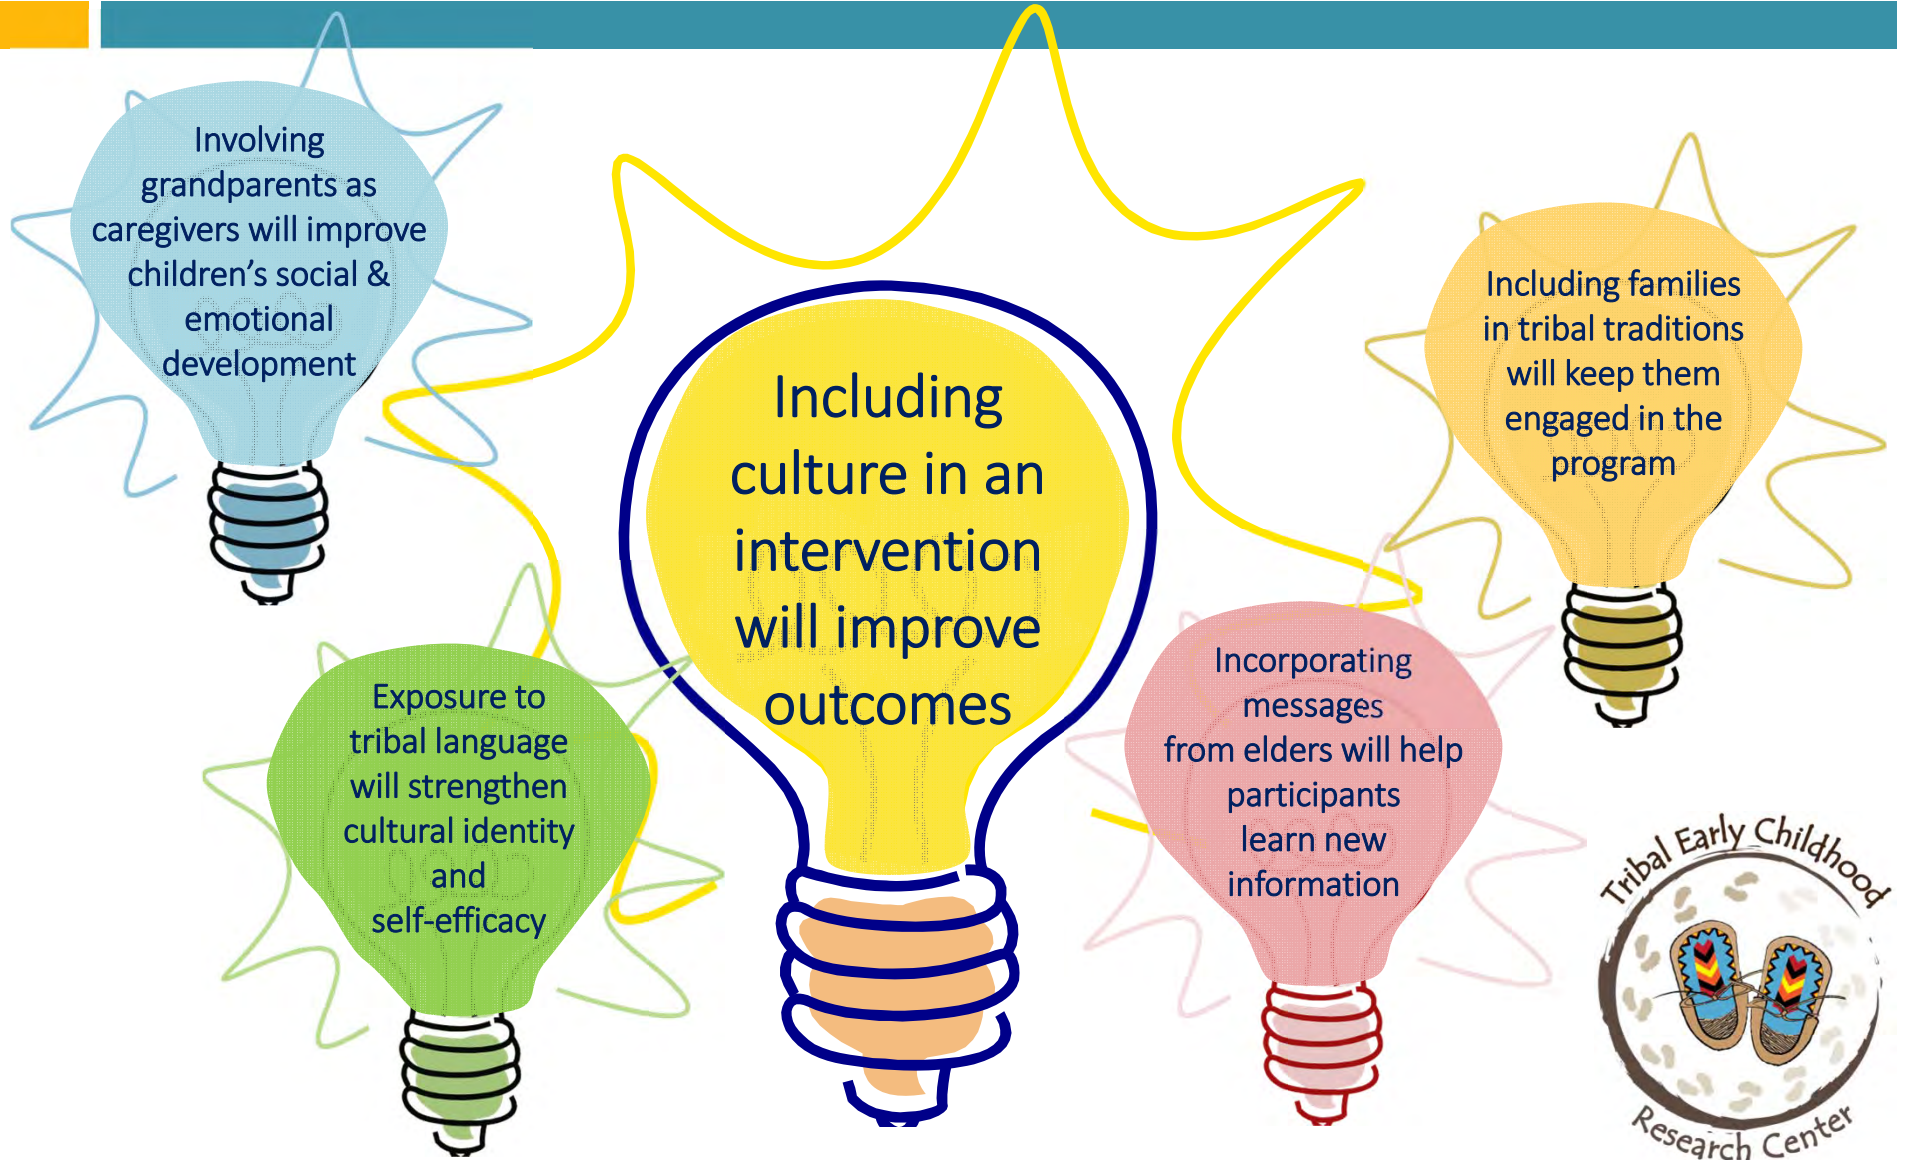 Involving
grandparents as
caregivers will improve
children's social &
emotional
development
Including
culture in an
intervention
will improve
outcomes
Including families
in tribal traditions
will keep them
engaged in the
program
Exposure to
tribal language
will strengthen
cultural identity
and
self-efficacy
Incorporating
messages
from elders will help
participants
learn new
information
Tribal Early Childhood
Research Center